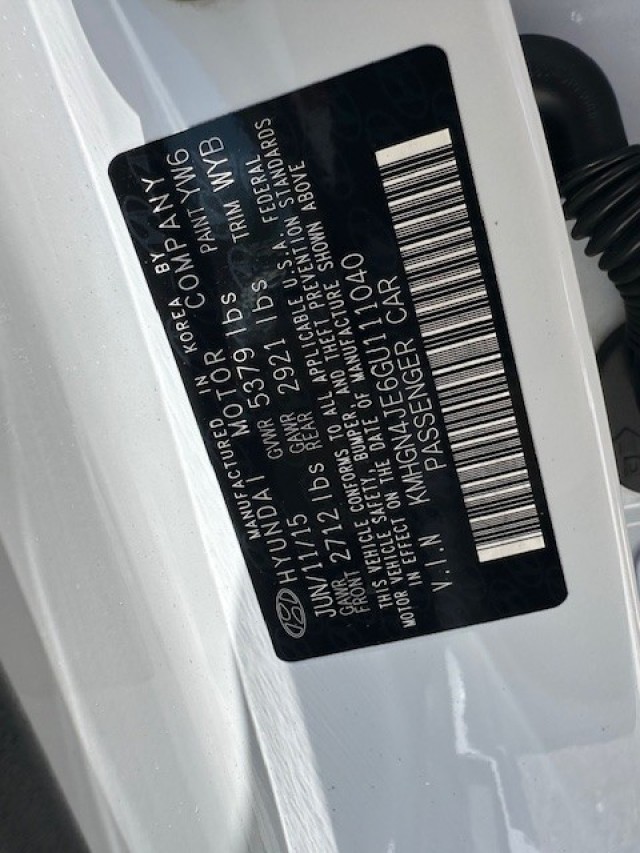 MANUFACTURED IN KOREA BY
HYUNDAI MOTOR COMPANY
JUN/11/15 GVWR 5379 lbs PAINT YW6
GAWR FRONT 2712 lbs GAWR REAR 2921 lbs TRIM WYB
THIS VEHICLE CONFORMS TO ALL APPLICABLE U.S.A. FEDERAL
MOTOR VEHICLE SAFETY, BUMPER, AND THEFT PREVENTION STANDARDS
IN EFFECT ON THE DATE OF MANUFACTURE SHOWN ABOVE
V.I.N KMHGN4JE6GU111040
PASSENGER CAR